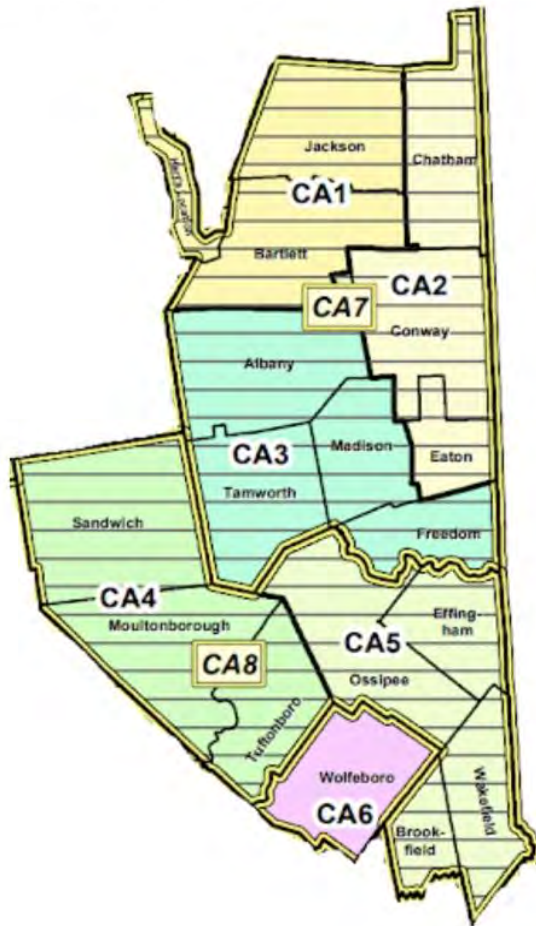 Jackson
Chatham
Hale's Location
CA1
Bartlett
CA2
CA7
Conway
Albany
Madison
CA3
Eaton
Tamworth
Sandwich
Freedom
CA4
Moultonborough
Effing-
ham
CA5
CA8
Ossipee
Tuftonboro
Wolfeboro
Wakefield
CA6
Brook-
field